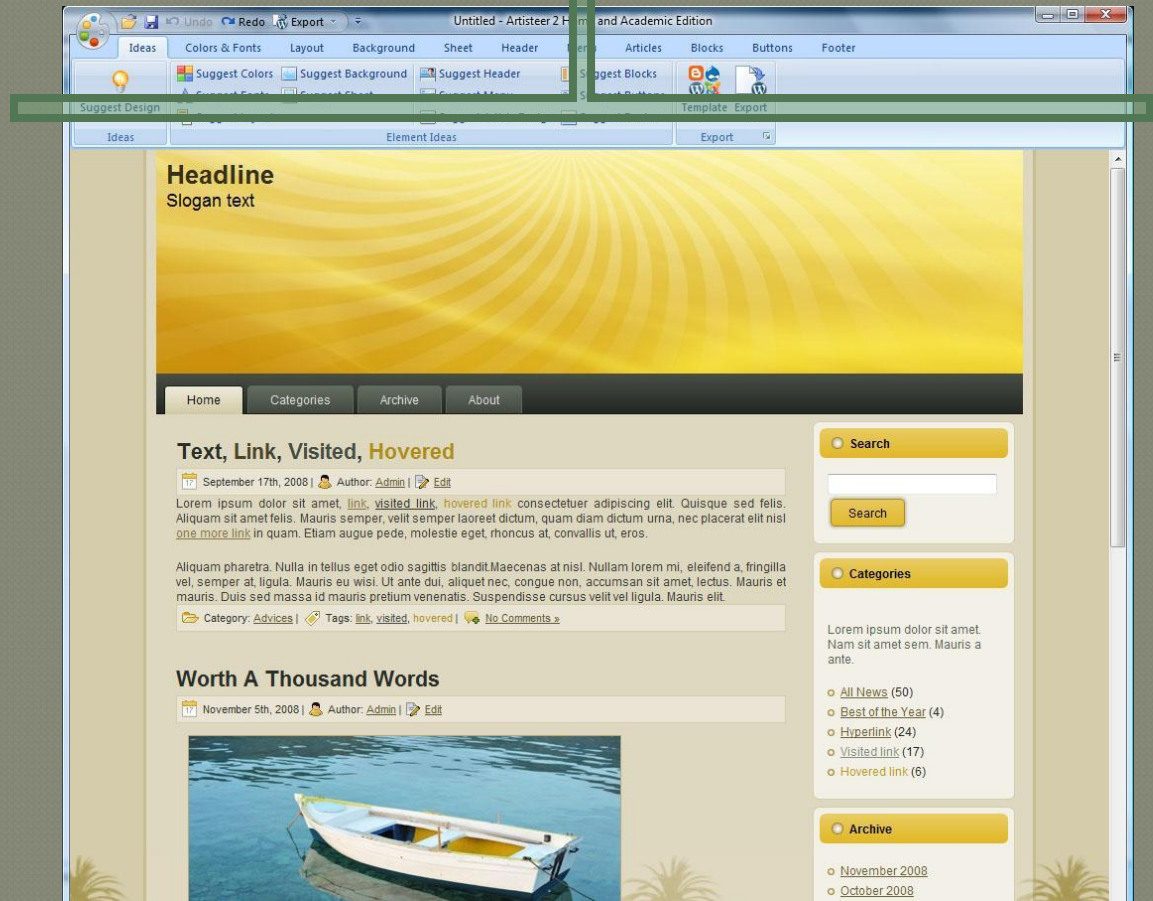 Undo Redo Export Untitled - Artisteer 2 Home and Academic Edition
Ideas Colors & Fonts Layout Background Sheet Header Menu Articles Blocks Buttons Footer
Suggest Colors Suggest Background Suggest Header Suggest Blocks
Suggest Design Template Export
Ideas Element Ideas Export
Headline
Slogan text
Home Categories Archive About
Text, Link, Visited, Hovered
17 September 17th, 2008 | Author: Admin | Edit
Lorem ipsum dolor sit amet, link, visited link, hovered link consectetuer adipiscing elit. Quisque sed felis.
Aliquam sit amet felis. Mauris semper, velit semper laoreet dictum, quam diam dictum urna, nec placerat elit nisl
one more link in quam. Etiam augue pede, molestie eget, rhoncus at, convallis ut, eros.
Aliquam pharetra. Nulla in tellus eget odio sagittis blandit.Maecenas at nisl. Nullam lorem mi, eleifend a, fringilla
vel, semper at, ligula. Mauris eu wisi. Ut ante dui, aliquet nec, congue non, accumsan sit amet, lectus. Mauris et
mauris. Duis sed massa id mauris pretium venenatis. Suspendisse cursus velit vel ligula. Mauris elit.
Category: Advices | Tags: link, visited, hovered | No Comments »
Worth A Thousand Words
17 November 5th, 2008 | Author: Admin | Edit
Search
Search
Categories
Lorem ipsum dolor sit amet.
Nam sit amet sem. Mauris a
ante.
All News (50)
Best of the Year (4)
Hyperlink (24)
Visited link (17)
Hovered link (6)
Archive
November 2008
October 2008